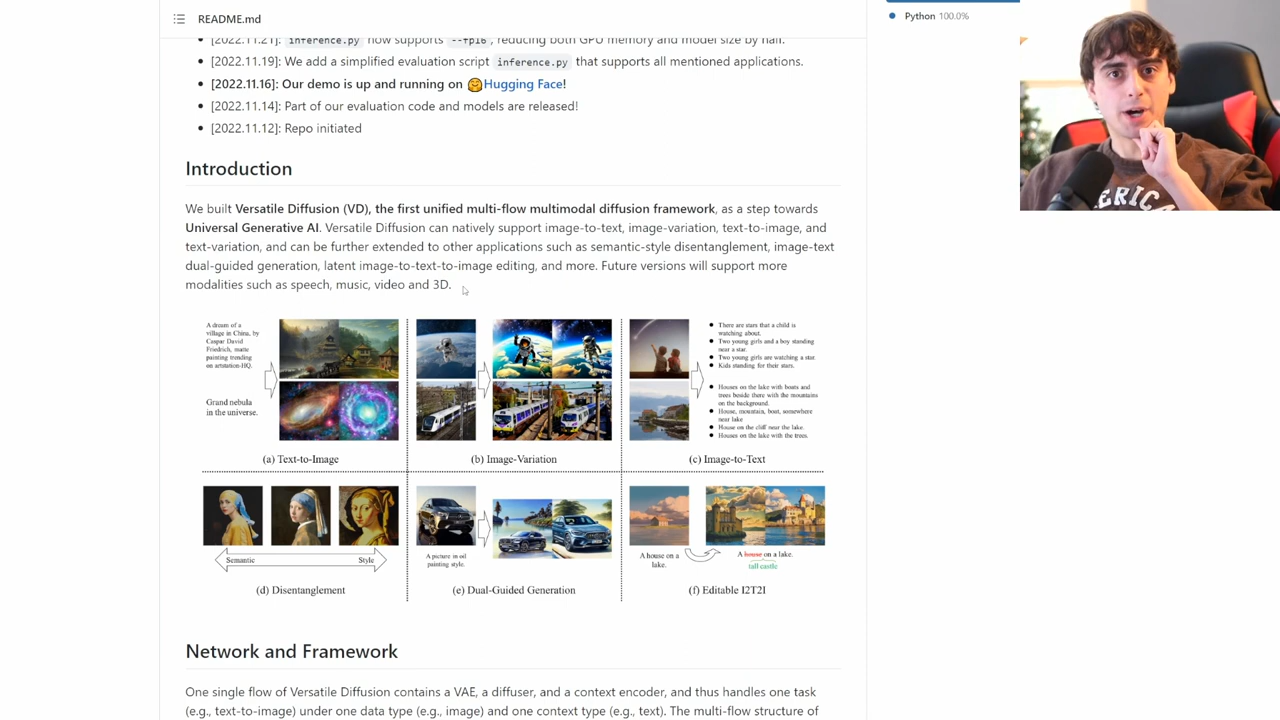 README.md
Python 100.0%
[2022.11.21]: inference.py now supports --fp16, reducing both GPU memory and model size by half.
[2022.11.19]: We add a simplified evaluation script inference.py that supports all mentioned applications.
[2022.11.16]: Our demo is up and running on 🤗Hugging Face!
[2022.11.14]: Part of our evaluation code and models are released!
[2022.11.12]: Repo initiated
Introduction
We built Versatile Diffusion (VD), the first unified multi-flow multimodal diffusion framework, as a step towards
Universal Generative AI. Versatile Diffusion can natively support image-to-text, image-variation, text-to-image, and
text-variation, and can be further extended to other applications such as semantic-style disentanglement, image-text
dual-guided generation, latent image-to-text-to-image editing, and more. Future versions will support more
modalities such as speech, music, video and 3D.
A dream of a
village in China, by
Caspar David
Friedrich, matte
painting trending
on artstation-HQ.
Grand nebula
in the universe.
(a) Text-to-Image
(b) Image-Variation
There are stars that a child is
watching about.
Two young girls and a boy standing
near a star.
Two young girls are watching a star.
Kids standing for their stars.
Houses on the lake with boats and
trees beside there with the mountains
on the background.
House, mountain, boat, somewhere
near lake
House on the cliff near the lake.
Houses on the lake with the trees.
(c) Image-to-Text
Semantic Style
(d) Disentanglement
A picture in oil
painting style.
(e) Dual-Guided Generation
A house on a
lake.
A house on a lake.
tall castle
(f) Editable I2T2I
Network and Framework
One single flow of Versatile Diffusion contains a VAE, a diffuser, and a context encoder, and thus handles one task
(e.g., text-to-image) under one data type (e.g., image) and one context type (e.g., text). The multi-flow structure of